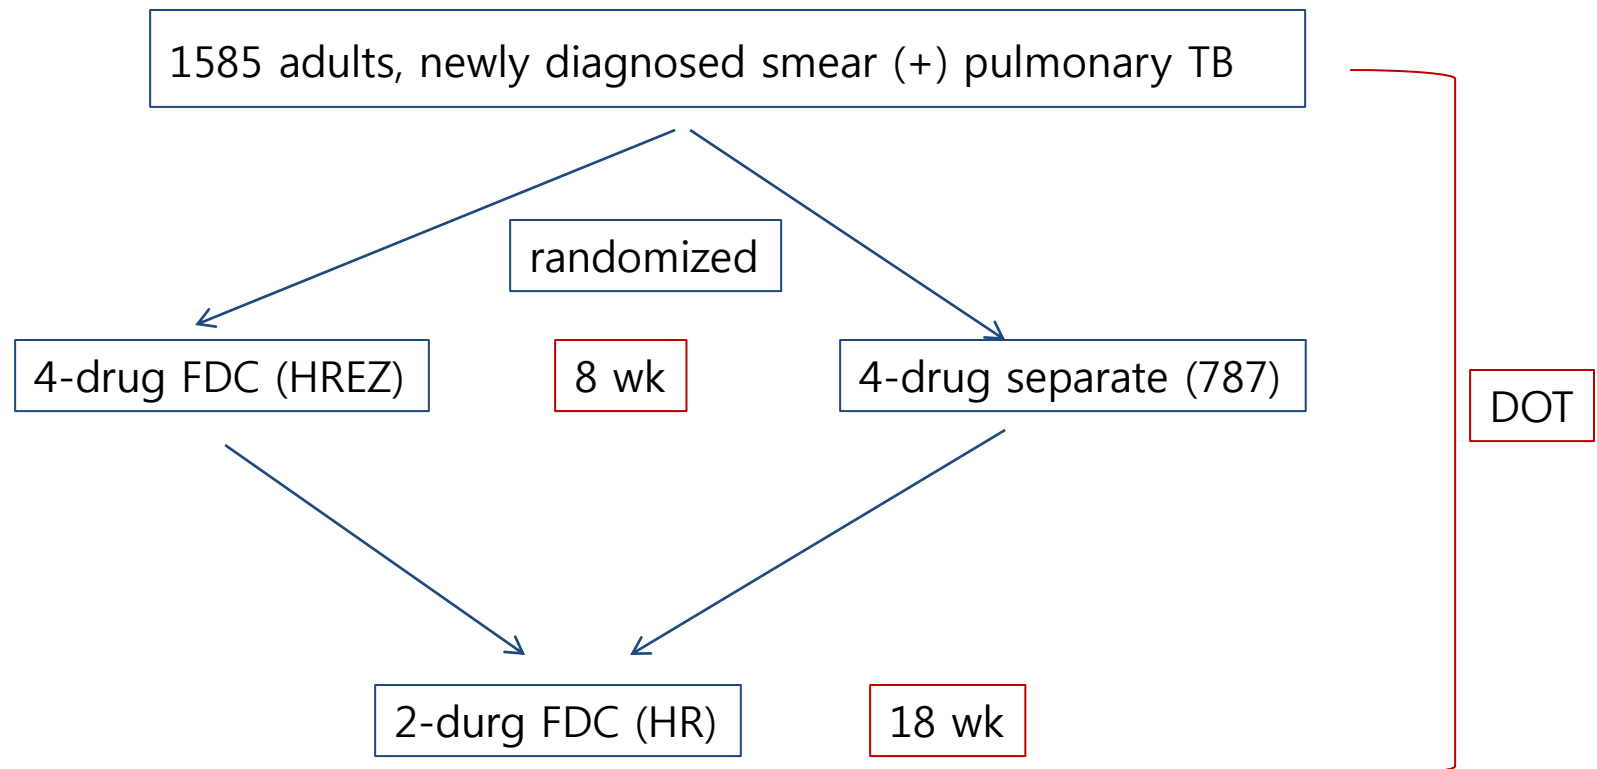 1585 adults, newly diagnosed smear (+) pulmonary TB
randomized
4-drug FDC (HREZ)
8 wk
4-drug separate (787)
DOT
2-durg FDC (HR)
18 wk